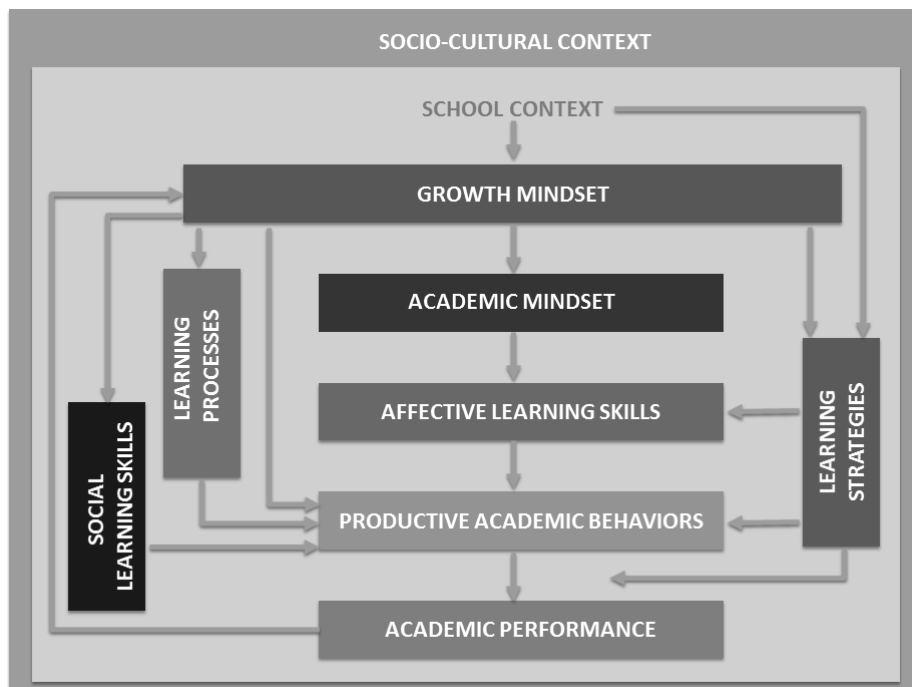 SOCIO-CULTURAL CONTEXT
SCHOOL CONTEXT
GROWTH MINDSET
ACADEMIC MINDSET
LEARNING
PROCESSES
AFFECTIVE LEARNING SKILLS
LEARNING
STRATEGIES
SOCIAL
LEARNING SKILLS
PRODUCTIVE ACADEMIC BEHAVIORS
ACADEMIC PERFORMANCE